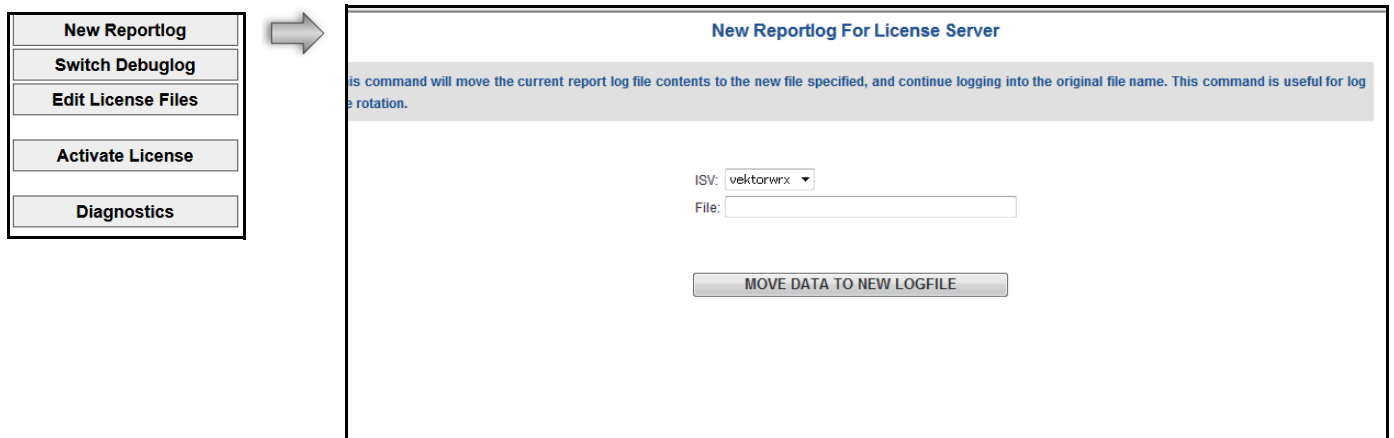 New Reportlog
Switch Debuglog
Edit License Files
Activate License
Diagnostics
New Reportlog For License Server
is command will move the current report log file contents to the new file specified, and continue logging into the original file name. This command is useful for log
e rotation.
ISV: vektorwrx
File:
MOVE DATA TO NEW LOGFILE